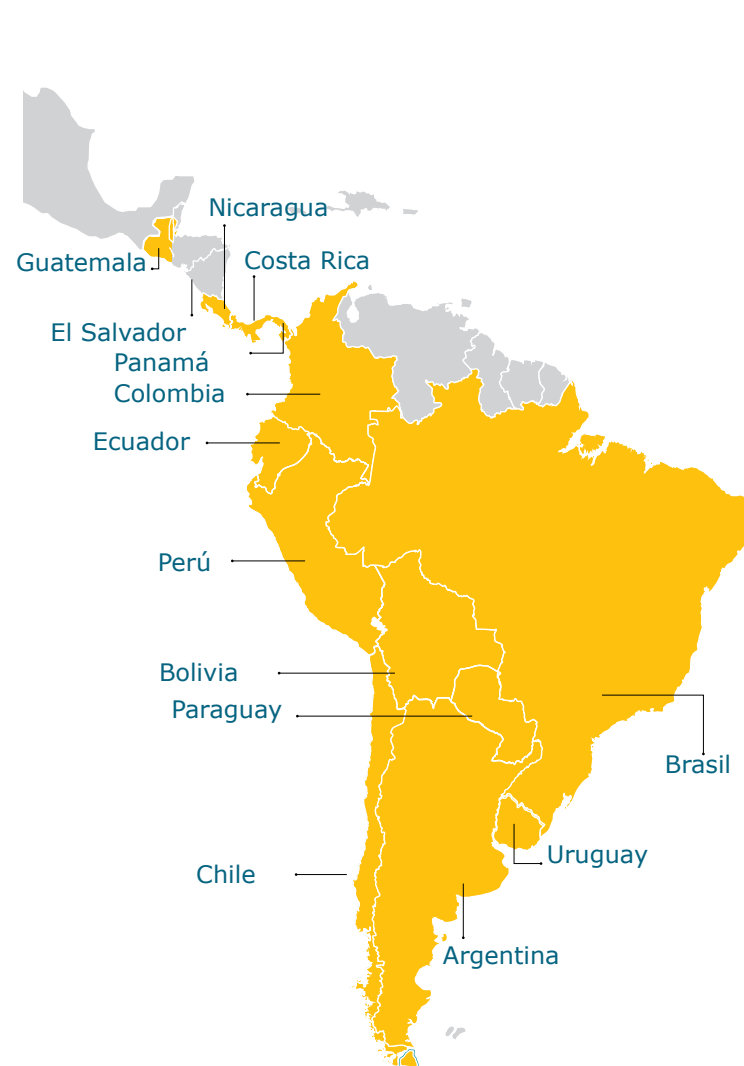 Nicaragua
Guatemala
Costa Rica
El Salvador
Panamá
Colombia
Ecuador
Perú
Bolivia
Paraguay
Brasil
Uruguay
Chile
Argentina